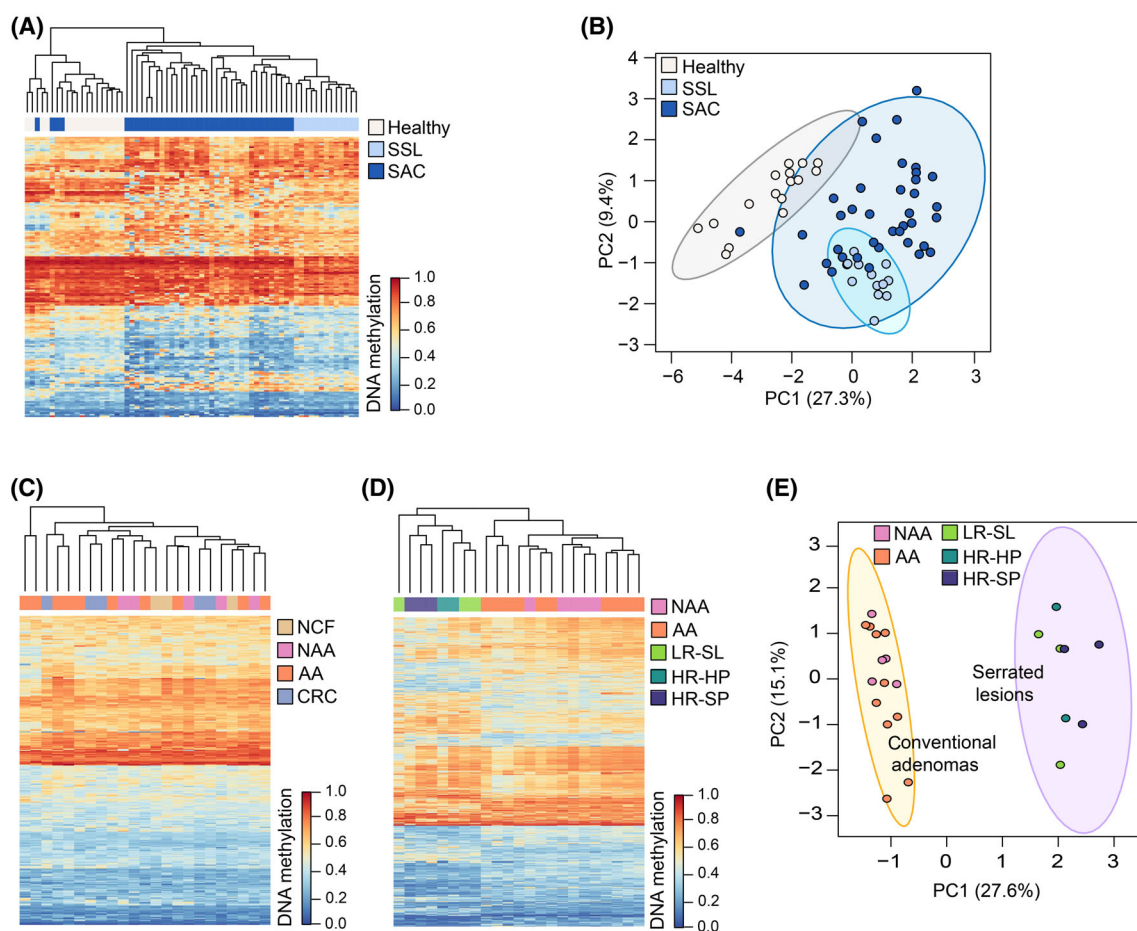 (A)
Healthy
SSL
SAC
DNA methylation
1.0
0.8
0.6
0.4
0.2
0.0
(B)
Healthy
SSL
SAC
4
3
2
1
0
−1
−2
−3
PC2 (9.4%)
−6
−4
−2
0
2
3
PC1 (27.3%)
(C)
NCF
NAA
AA
CRC
DNA methylation
1.0
0.8
0.6
0.4
0.2
0.0
(D)
NAA
AA
LR-SL
HR-HP
HR-SP
DNA methylation
1.0
0.8
0.6
0.4
0.2
0.0
(E)
NAA
AA
LR-SL
HR-HP
HR-SP
3
2
1
0
−1
−2
−3
PC2 (15.1%)
Serrated
lesions
Conventional
adenomas
−1
0
1
2
3
PC1 (27.6%)